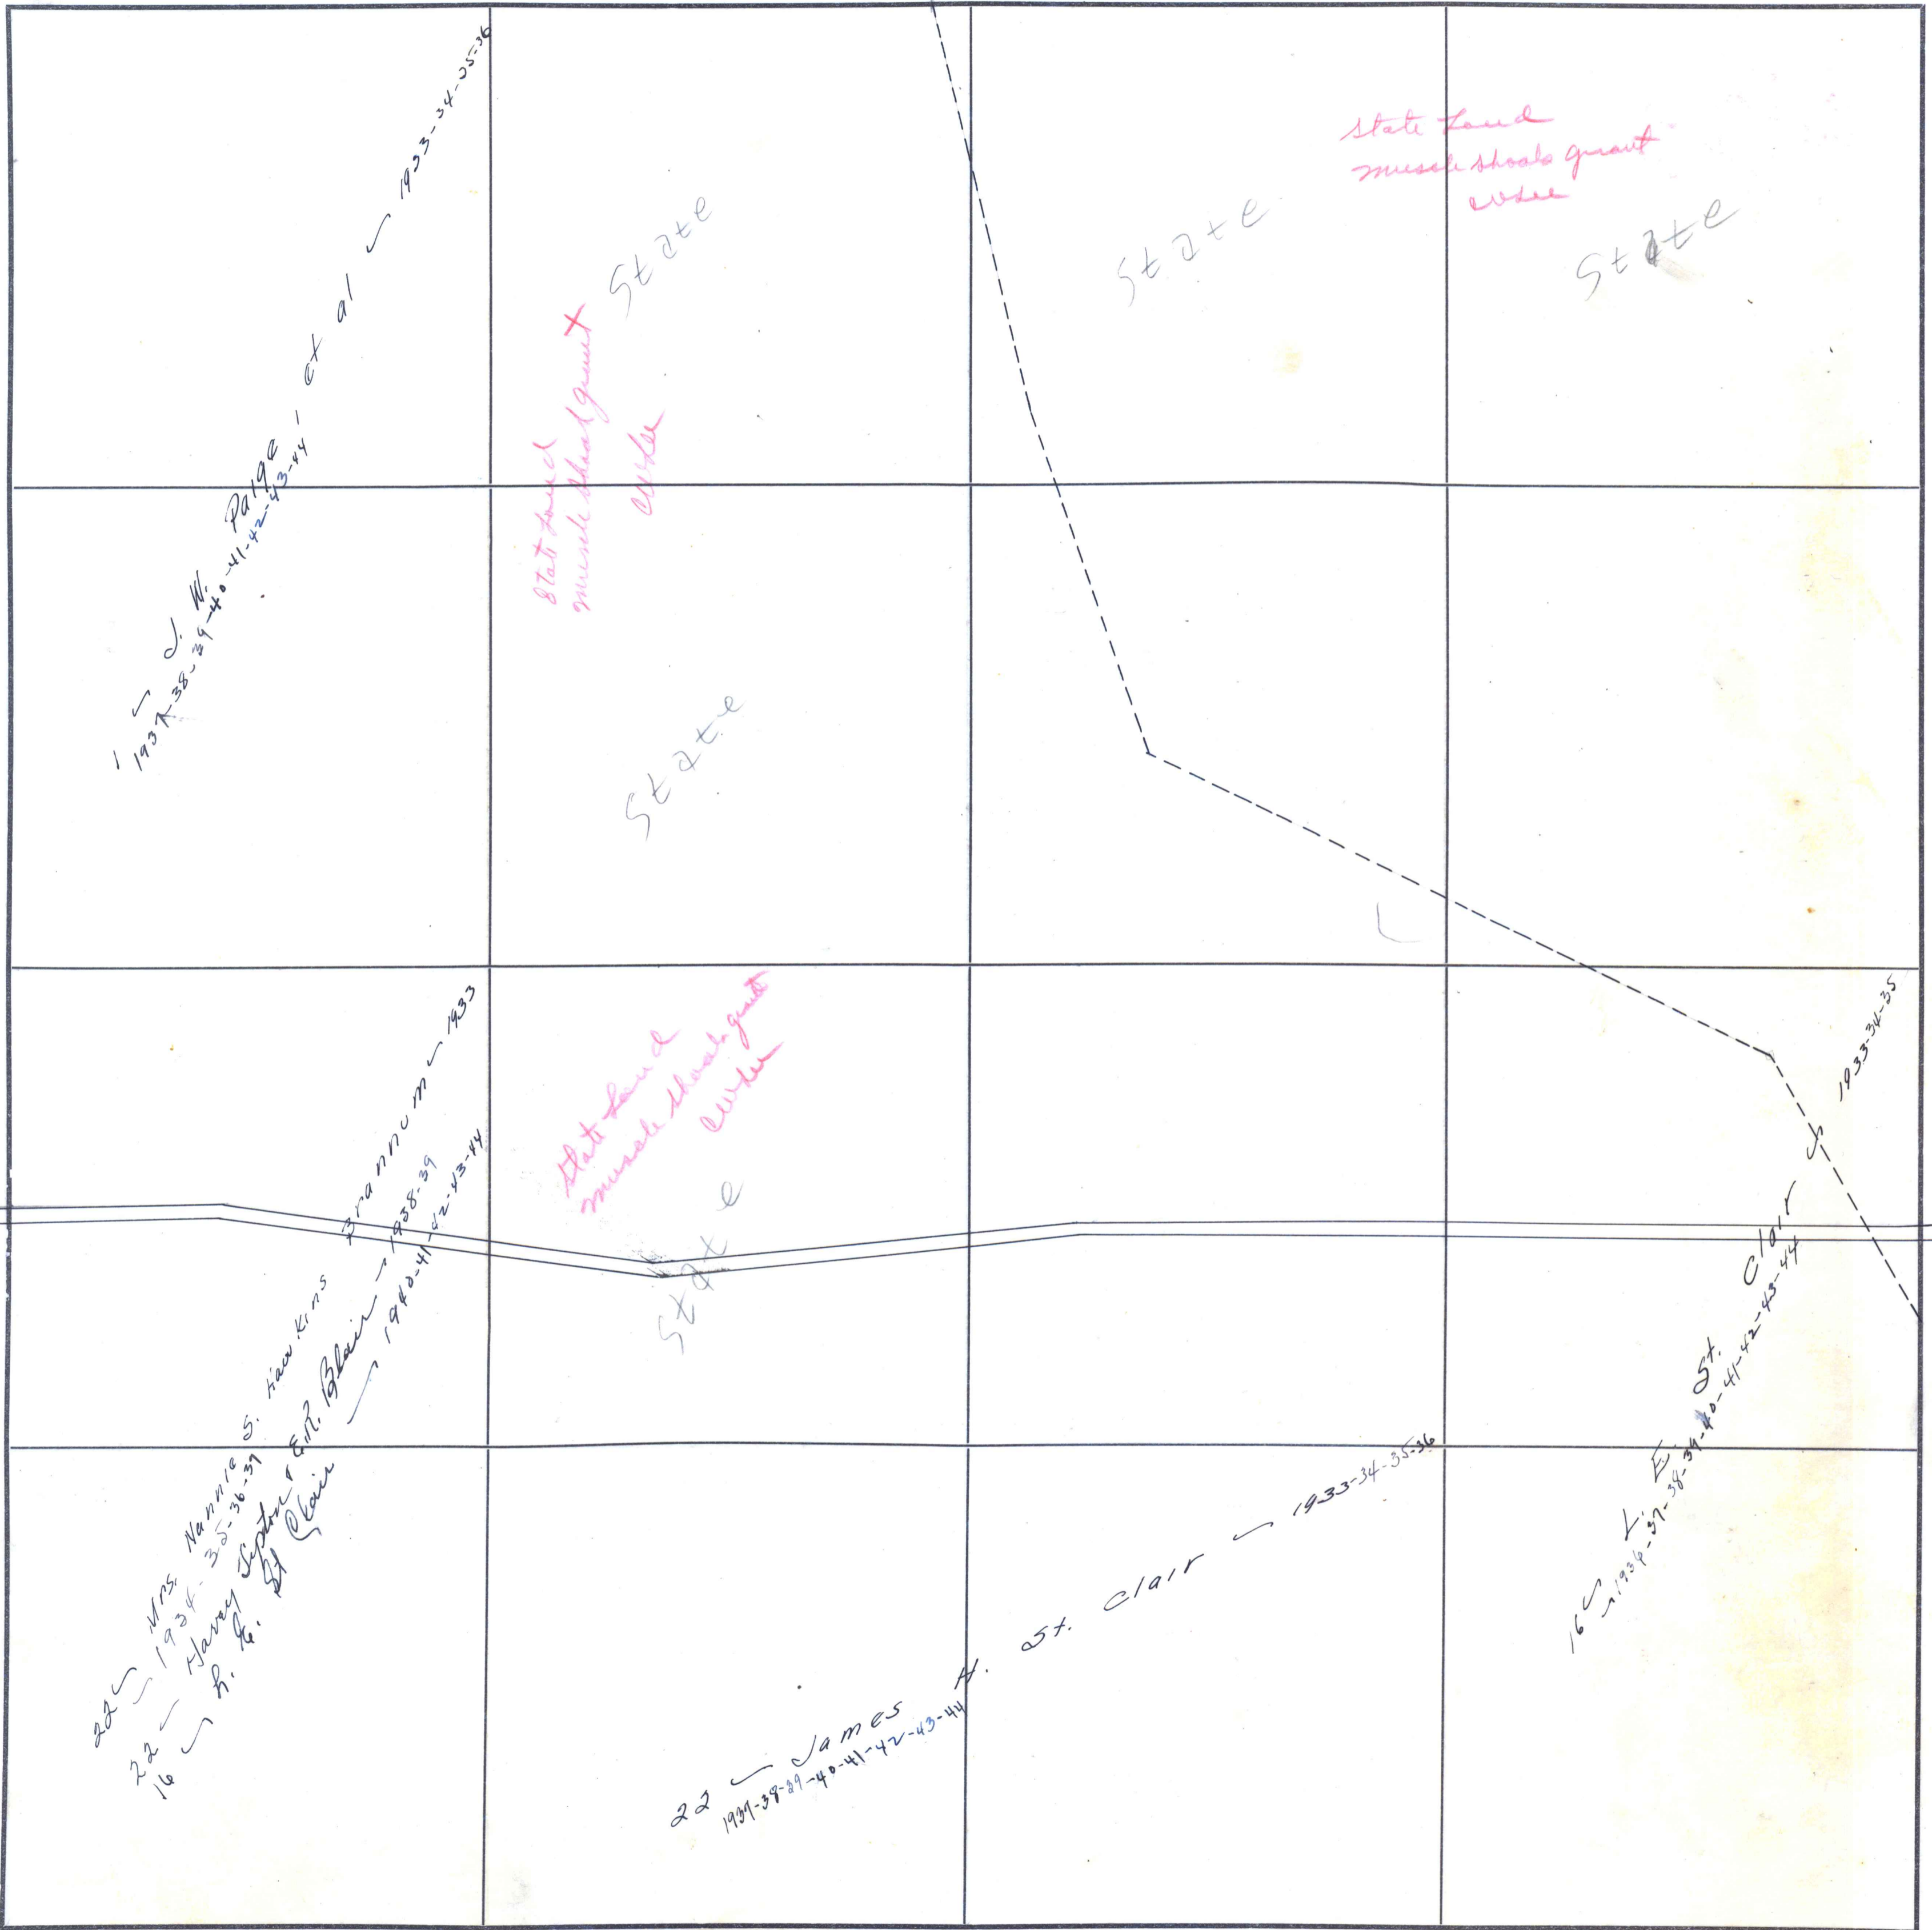 1 J. W. Paige et al 1933-34-35-36
1937-38-39-40-41-42-43-44
State
State Land
muscle shoals grant
State
State Land
muscle shoals grant
State
State
22 Mrs. Nannie S. Hawkins Brannum 1933
1934-35-36-37
22 Harvey Sipton & E.R. Blair - 1938-39
16 St Clair 1940-41-42-43-44
State Land
muscle shoals grant
State
22 James H. St. Clair 1933-34-35-36
1937-38-39-40-41-42-43-44
16 L. E. St. Clair 1933-34-35
1936-37-38-39-40-41-42-43-44